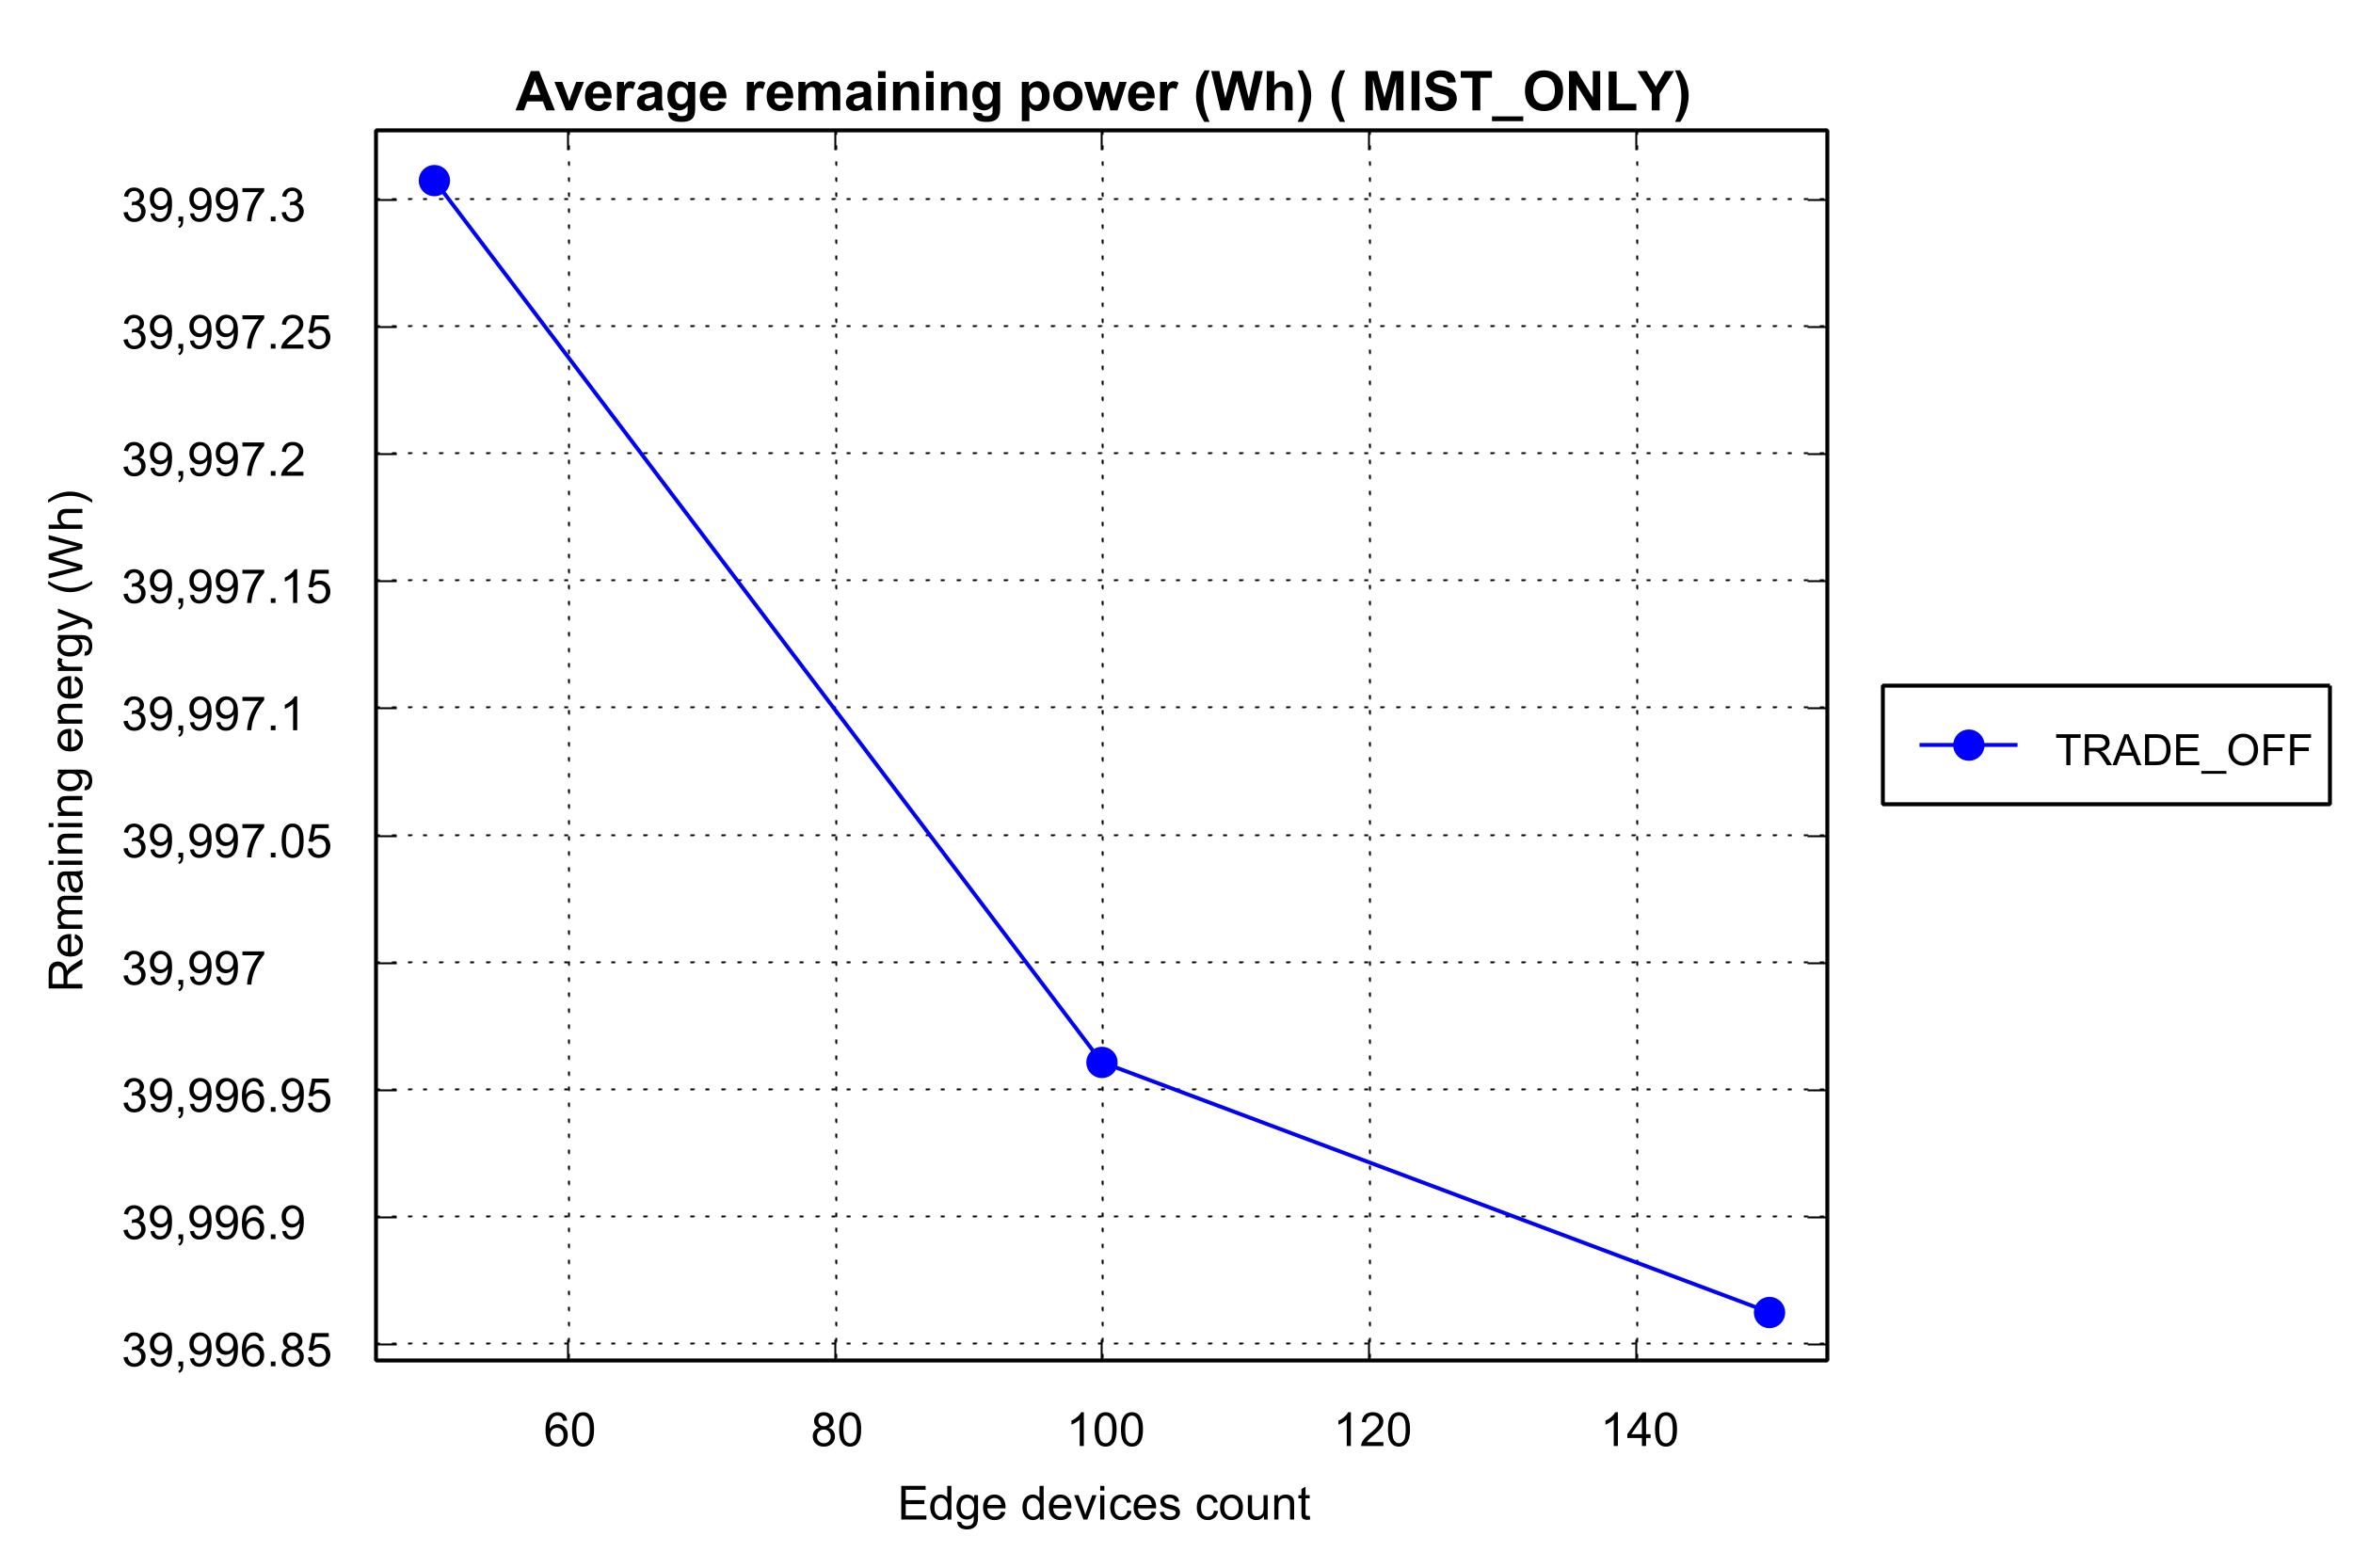 Average remaining power (Wh) ( MIST_ONLY)
39,997.3
39,997.25
39,997.2
39,997.15
39,997.1
39,997.05
39,997
39,996.95
39,996.9
39,996.85
Remaining energy (Wh)
60 80 100 120 140
Edge devices count
TRADE_OFF